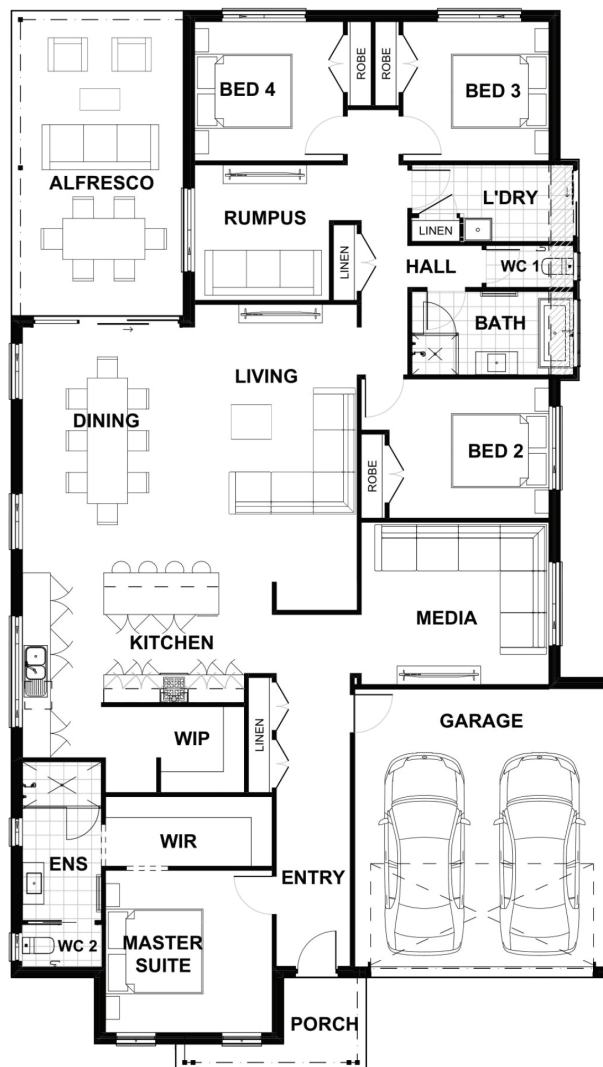 BED 4
ROBE
ROBE
BED 3
ALFRESCO
RUMPUS
L'DRY
LINEN
LINEN
HALL
WC 1
BATH
LIVING
DINING
BED 2
ROBE
KITCHEN
MEDIA
WIP
LINEN
GARAGE
WIR
ENS
ENTRY
WC 2
MASTER
SUITE
PORCH